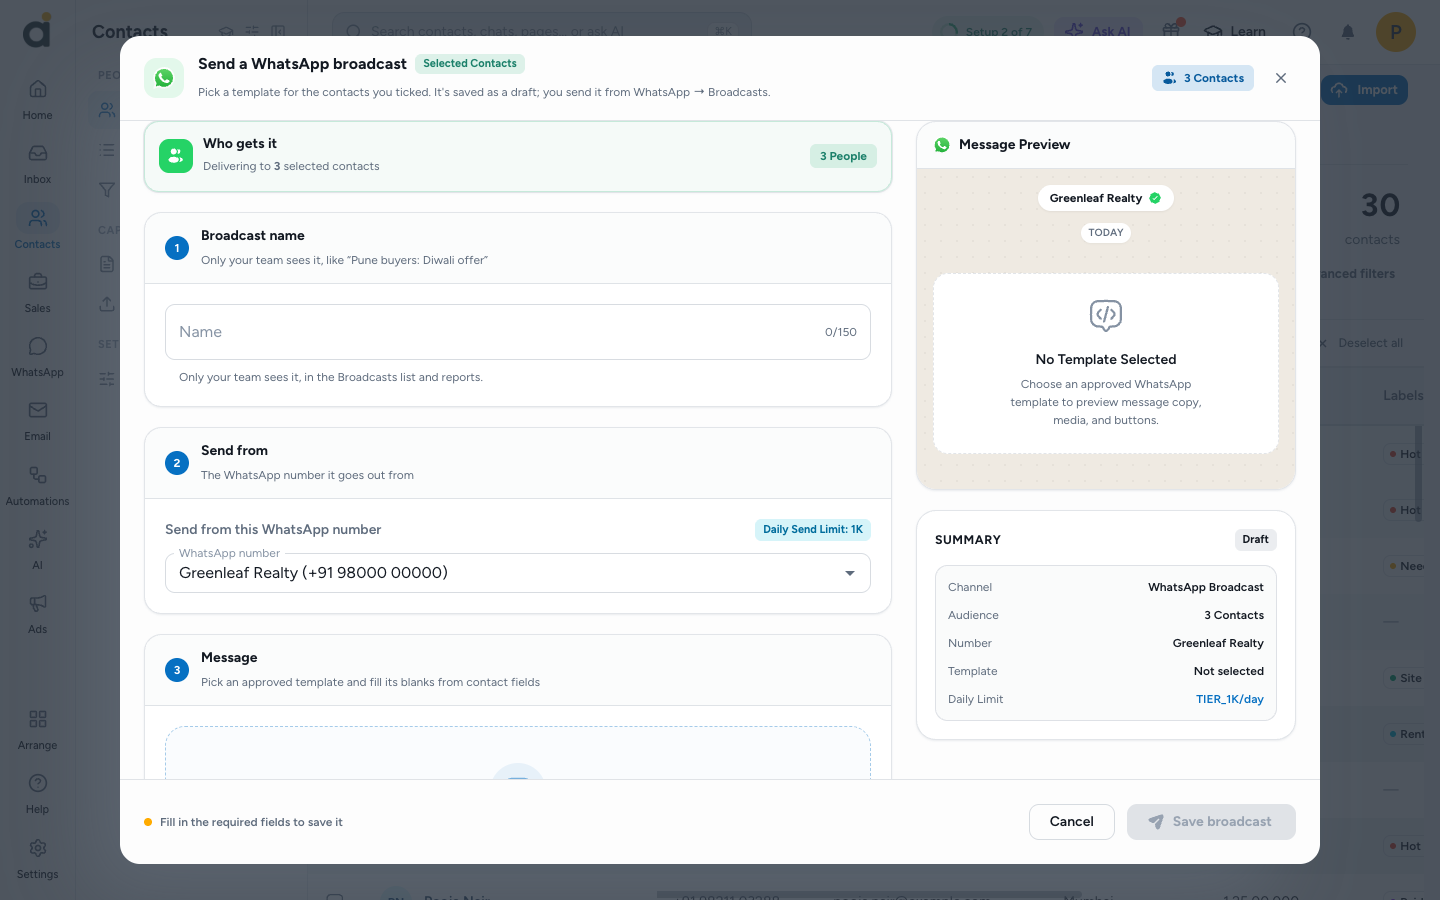 Contacts
Search contacts, chats, pages... or ask AI
⌘K
Setup 2 of 7
Ask AI
Learn
P
Send a WhatsApp broadcast
Selected Contacts
Pick a template for the contacts you ticked. It's saved as a draft; you send it from WhatsApp → Broadcasts.
3 Contacts
Import
Home
Inbox
Contacts
Sales
WhatsApp
Email
Automations
AI
Ads
Arrange
Help
Settings
PEO
CAP
SET
Who gets it
Delivering to 3 selected contacts
3 People
1
Broadcast name
Only your team sees it, like “Pune buyers: Diwali offer”
Name
0/150
Only your team sees it, in the Broadcasts list and reports.
2
Send from
The WhatsApp number it goes out from
Send from this WhatsApp number
Daily Send Limit: 1K
WhatsApp number
Greenleaf Realty (+91 98000 00000)
3
Message
Pick an approved template and fill its blanks from contact fields
Message Preview
Greenleaf Realty
TODAY
No Template Selected
Choose an approved WhatsApp
template to preview message copy,
media, and buttons.
SUMMARY
Draft
Channel
WhatsApp Broadcast
Audience
3 Contacts
Number
Greenleaf Realty
Template
Not selected
Daily Limit
TIER_1K/day
30
contacts
anced filters
Deselect all
Labels
Hot
Hot
Nee
—
Site
Rent
—
Hot
Fill in the required fields to save it
Cancel
Save broadcast